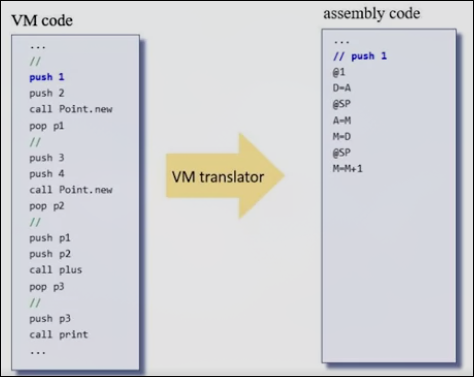 VM code
...
//
push 1
push 2
call Point.new
pop p1
//
push 3
push 4
call Point.new
pop p2
//
push p1
push p2
call plus
pop p3
//
push p3
call print
...
VM translator
assembly code
...
// push 1
@1
D=A
@SP
A=M
M=D
@SP
M=M+1